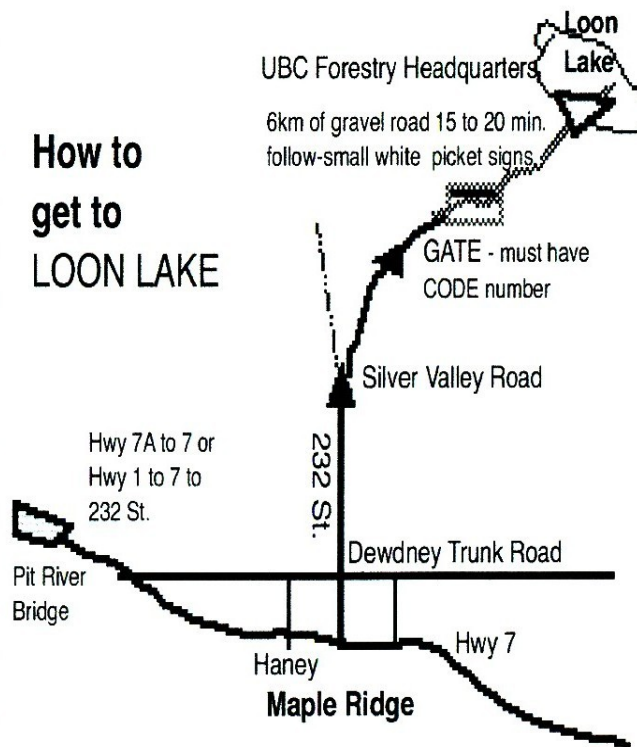 Loon
Lake
UBC Forestry Headquarters
6km of gravel road 15 to 20 min.
follow-small white picket signs
How to
get to
LOON LAKE
GATE - must have
CODE number
Silver Valley Road
Hwy 7A to 7 or
Hwy 1 to 7 to
232 St.
232 St.
Dewdney Trunk Road
Pit River
Bridge
Hwy 7
Haney
Maple Ridge